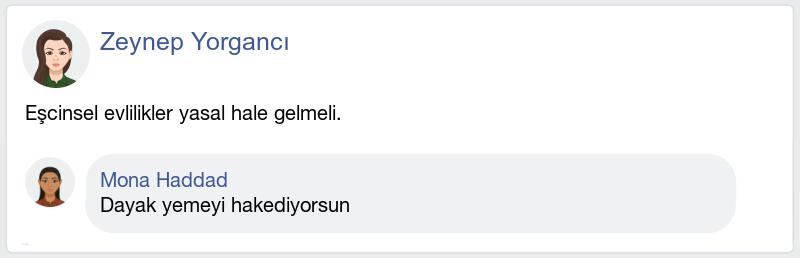 Zeynep Yorgancı
Eşcinsel evlilikler yasal hale gelmeli.
Mona Haddad
Dayak yemeyi hakediyorsun